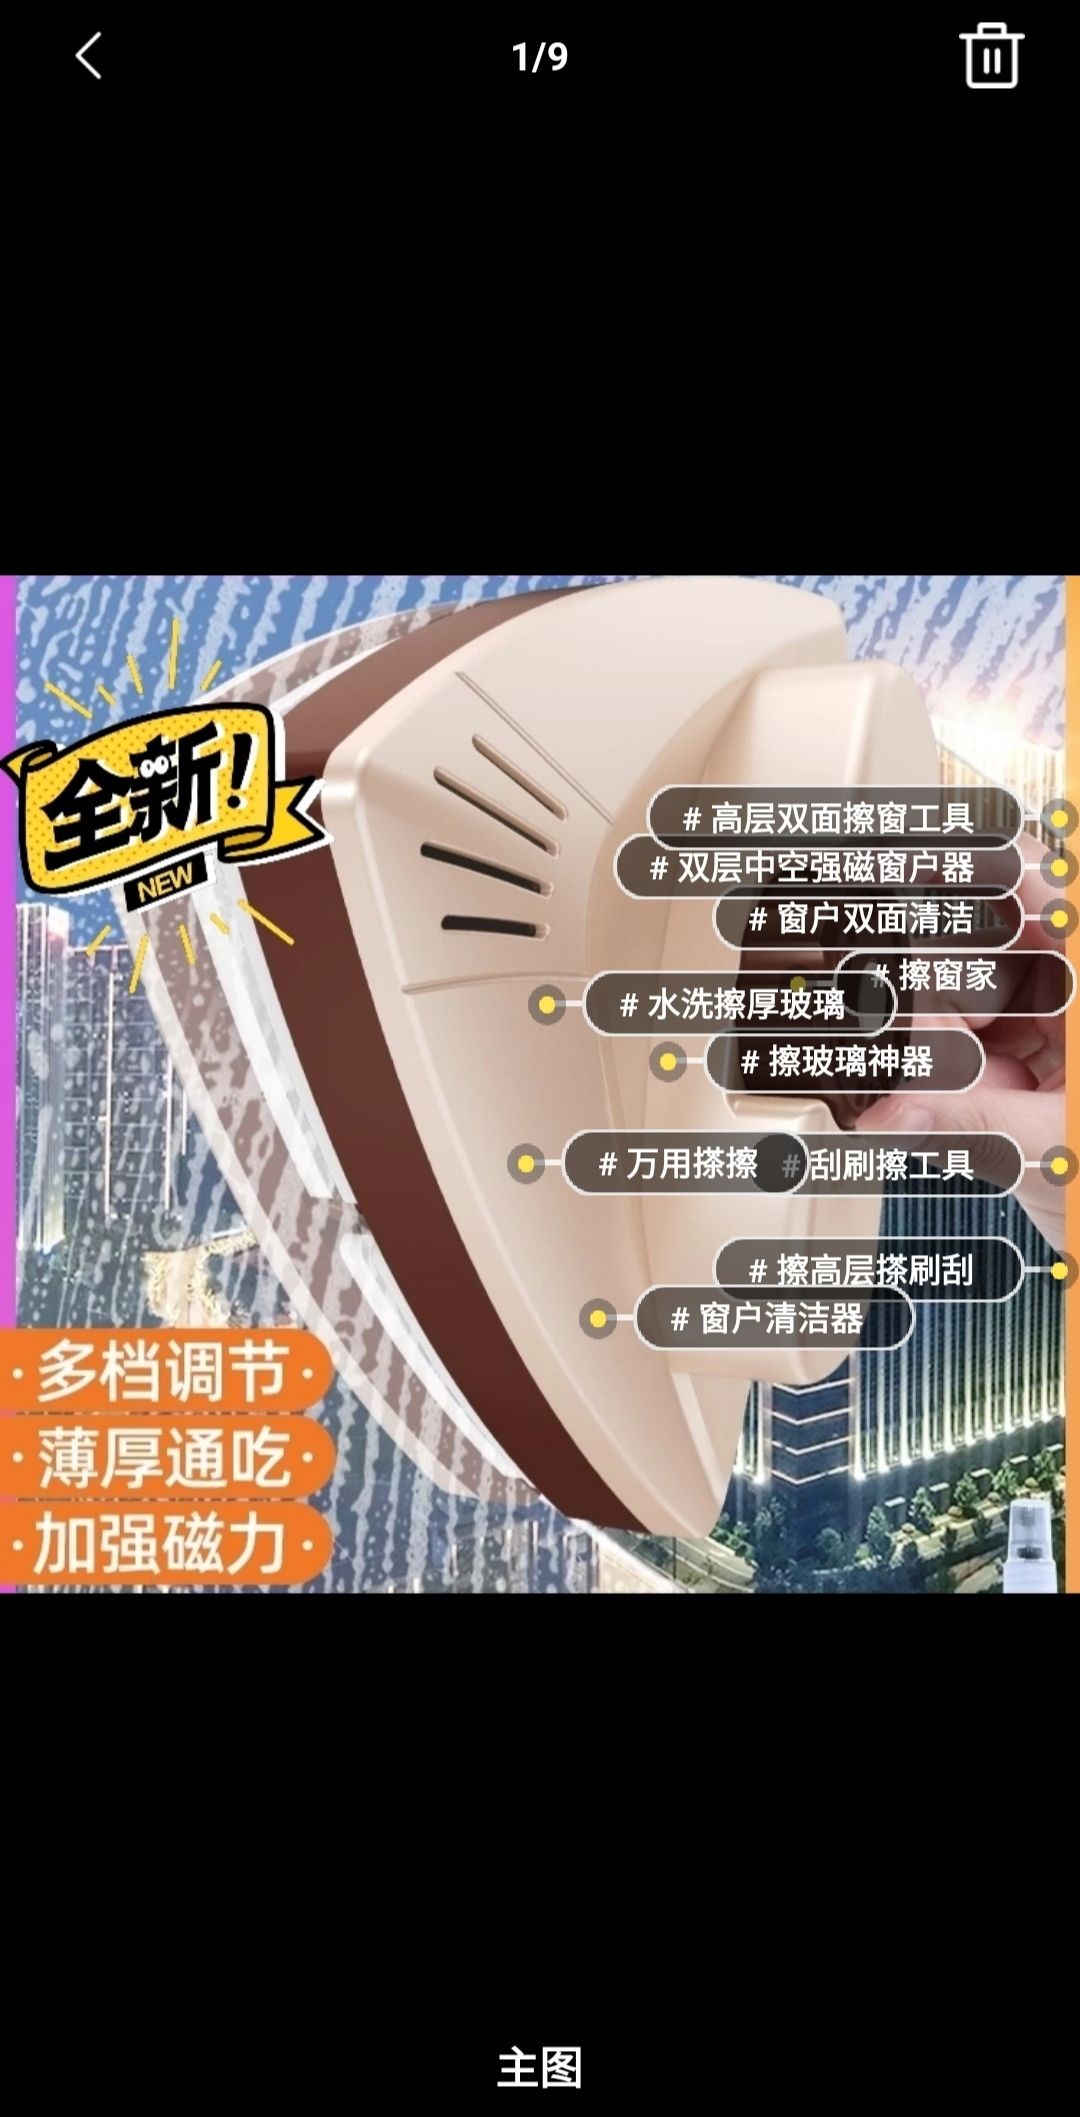 1/9
全新!
NEW
# 高层双面擦窗工具
# 双层中空强磁窗户器
# 窗户双面清洁
# 擦窗家
# 水洗擦厚玻璃
# 擦玻璃神器
# 万用搽擦
# 刮刷擦工具
# 擦高层搽刷刮
# 窗户清洁器
·多档调节·
·薄厚通吃·
·加强磁力·
主图